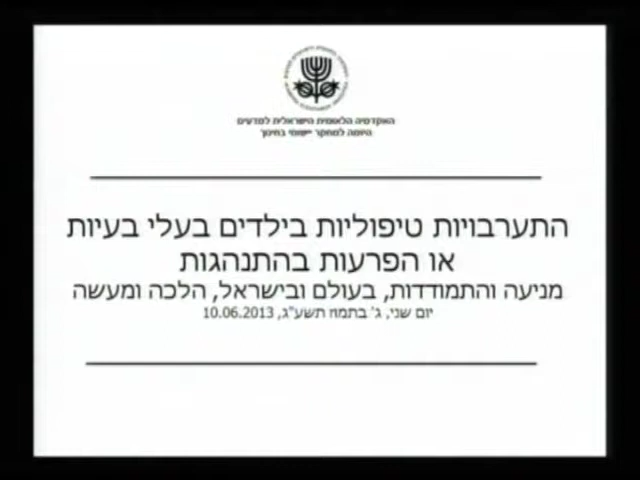 האקדמיה הלאומית הישראלית למדעים
היזמה למחקר יישומי בחינוך
התערבויות טיפוליות בילדים בעלי בעיות
או הפרעות בהתנהגות
מניעה והתמודדות, בעולם ובישראל, הלכה ומעשה
יום שני, ג' בתמוז תשע"ג, 10.06.2013